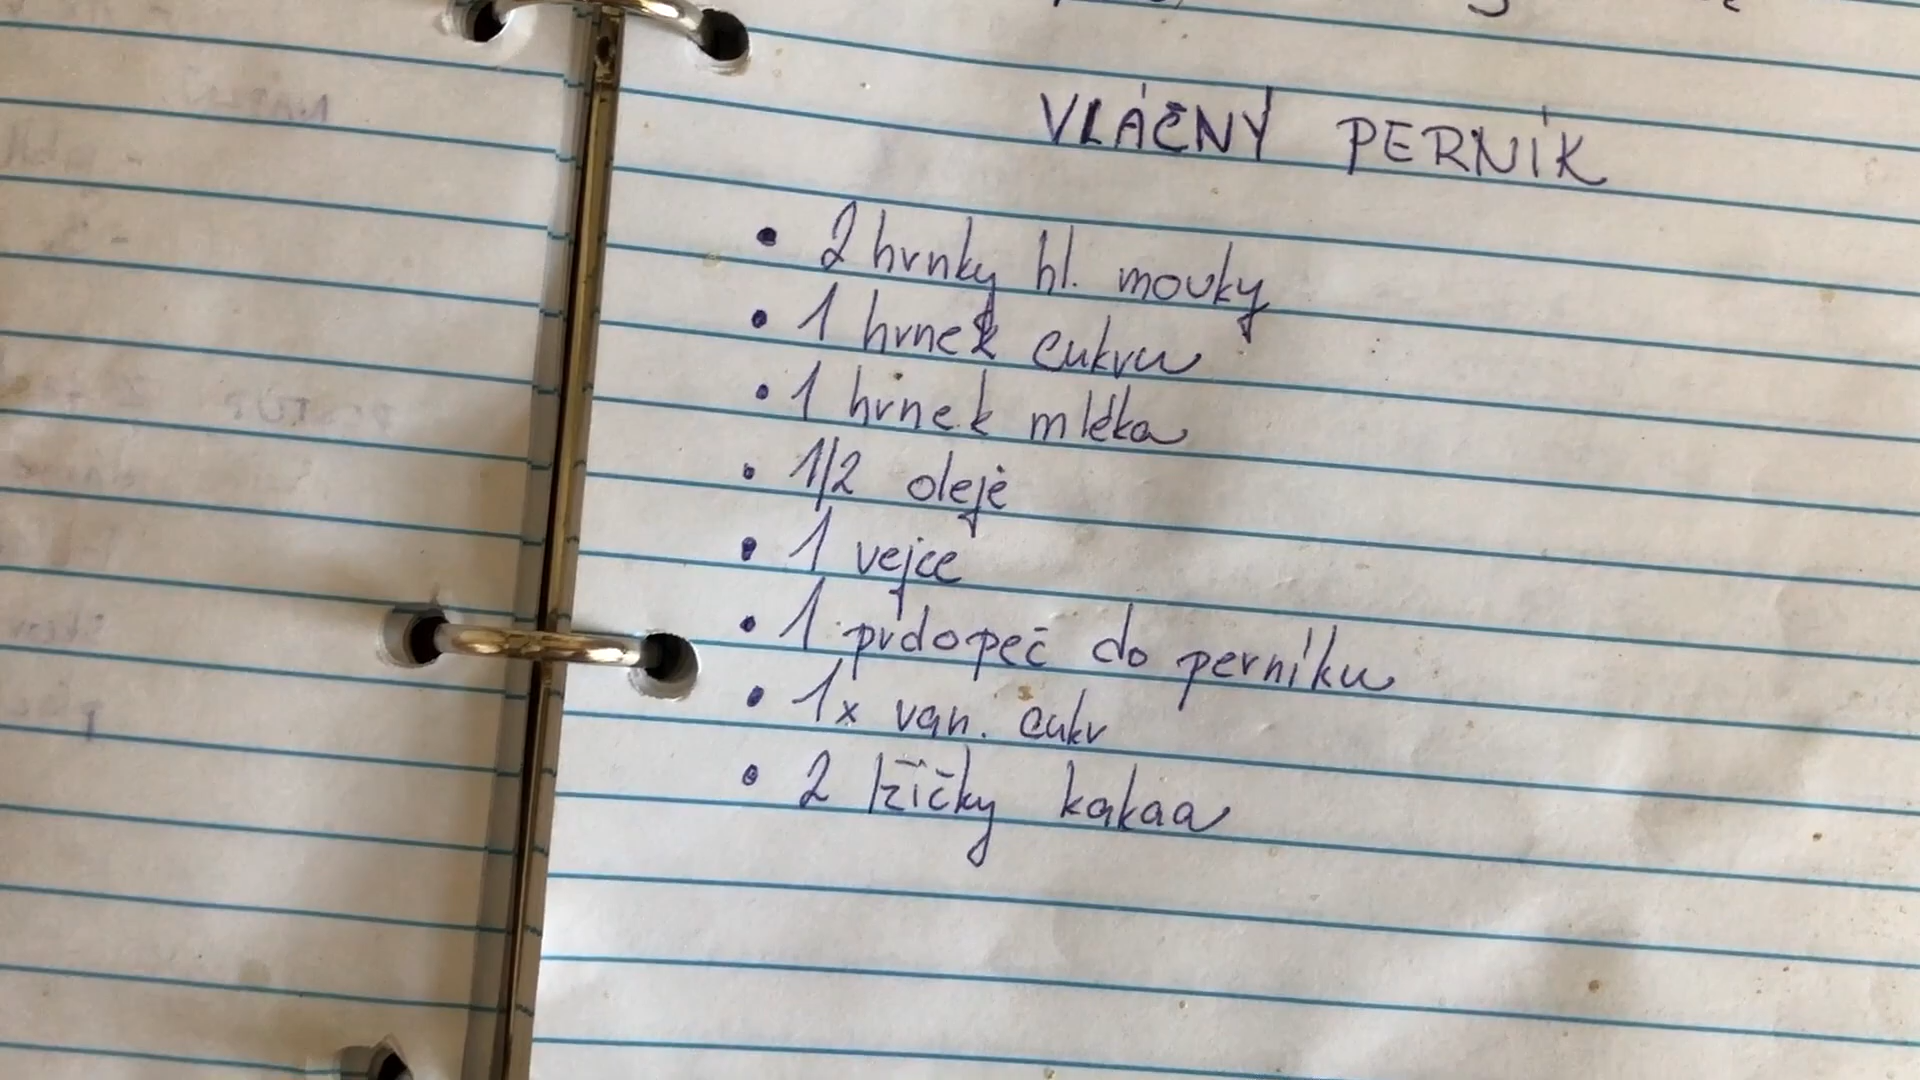 VLÁČNÝ PERNÍK
• 2 hrnky hl. mouky
• 1 hrnek cukru
• 1 hrnek mléka
• 1/2 oleje
• 1 vejce
• 1 prdopeč do perníku
• 1x van. cukr
• 2 lžičky kakaa